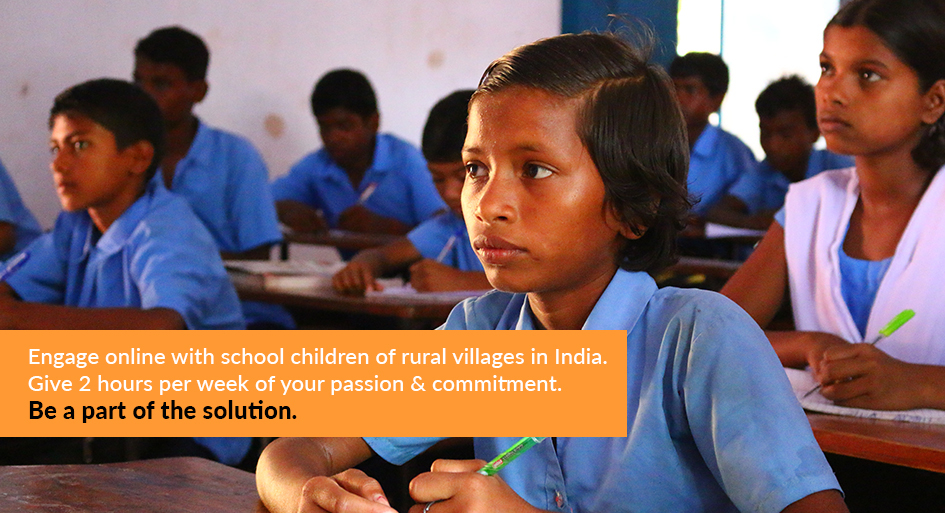 Engage online with school children of rural villages in India.
Give 2 hours per week of your passion & commitment.
Be a part of the solution.